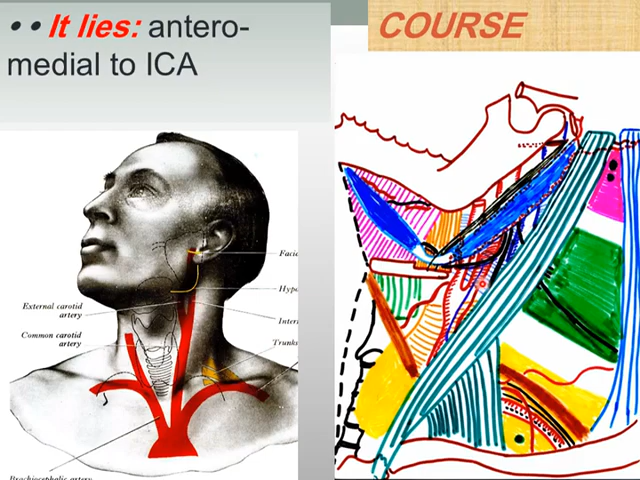 •• It lies: antero-
medial to ICA
COURSE
External carotid
artery
Common carotid
artery
Brachiocephalic artery